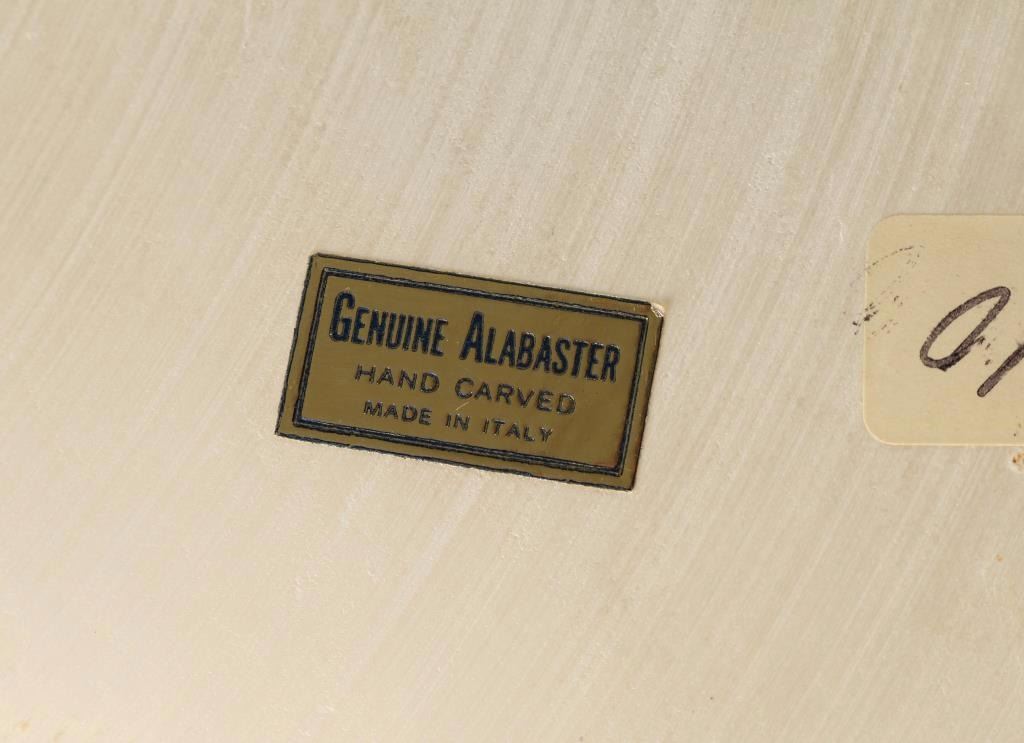 GENUINE ALABASTER
HAND CARVED
MADE IN ITALY